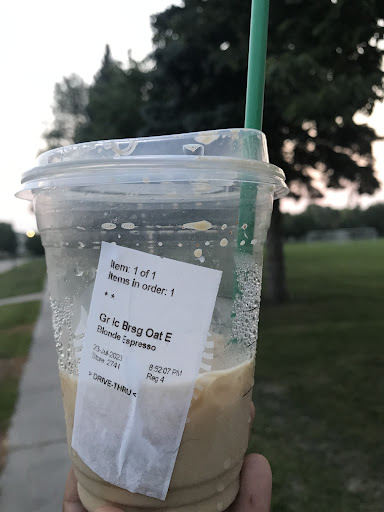 Item: 1 of 1
Items in order: 1
* *
Gr Ic Brsg Oat E
Blonde Espresso
23-Jul-2023 8:52:07 PM
Store 2741 Reg 4
> DRIVE-THRU <